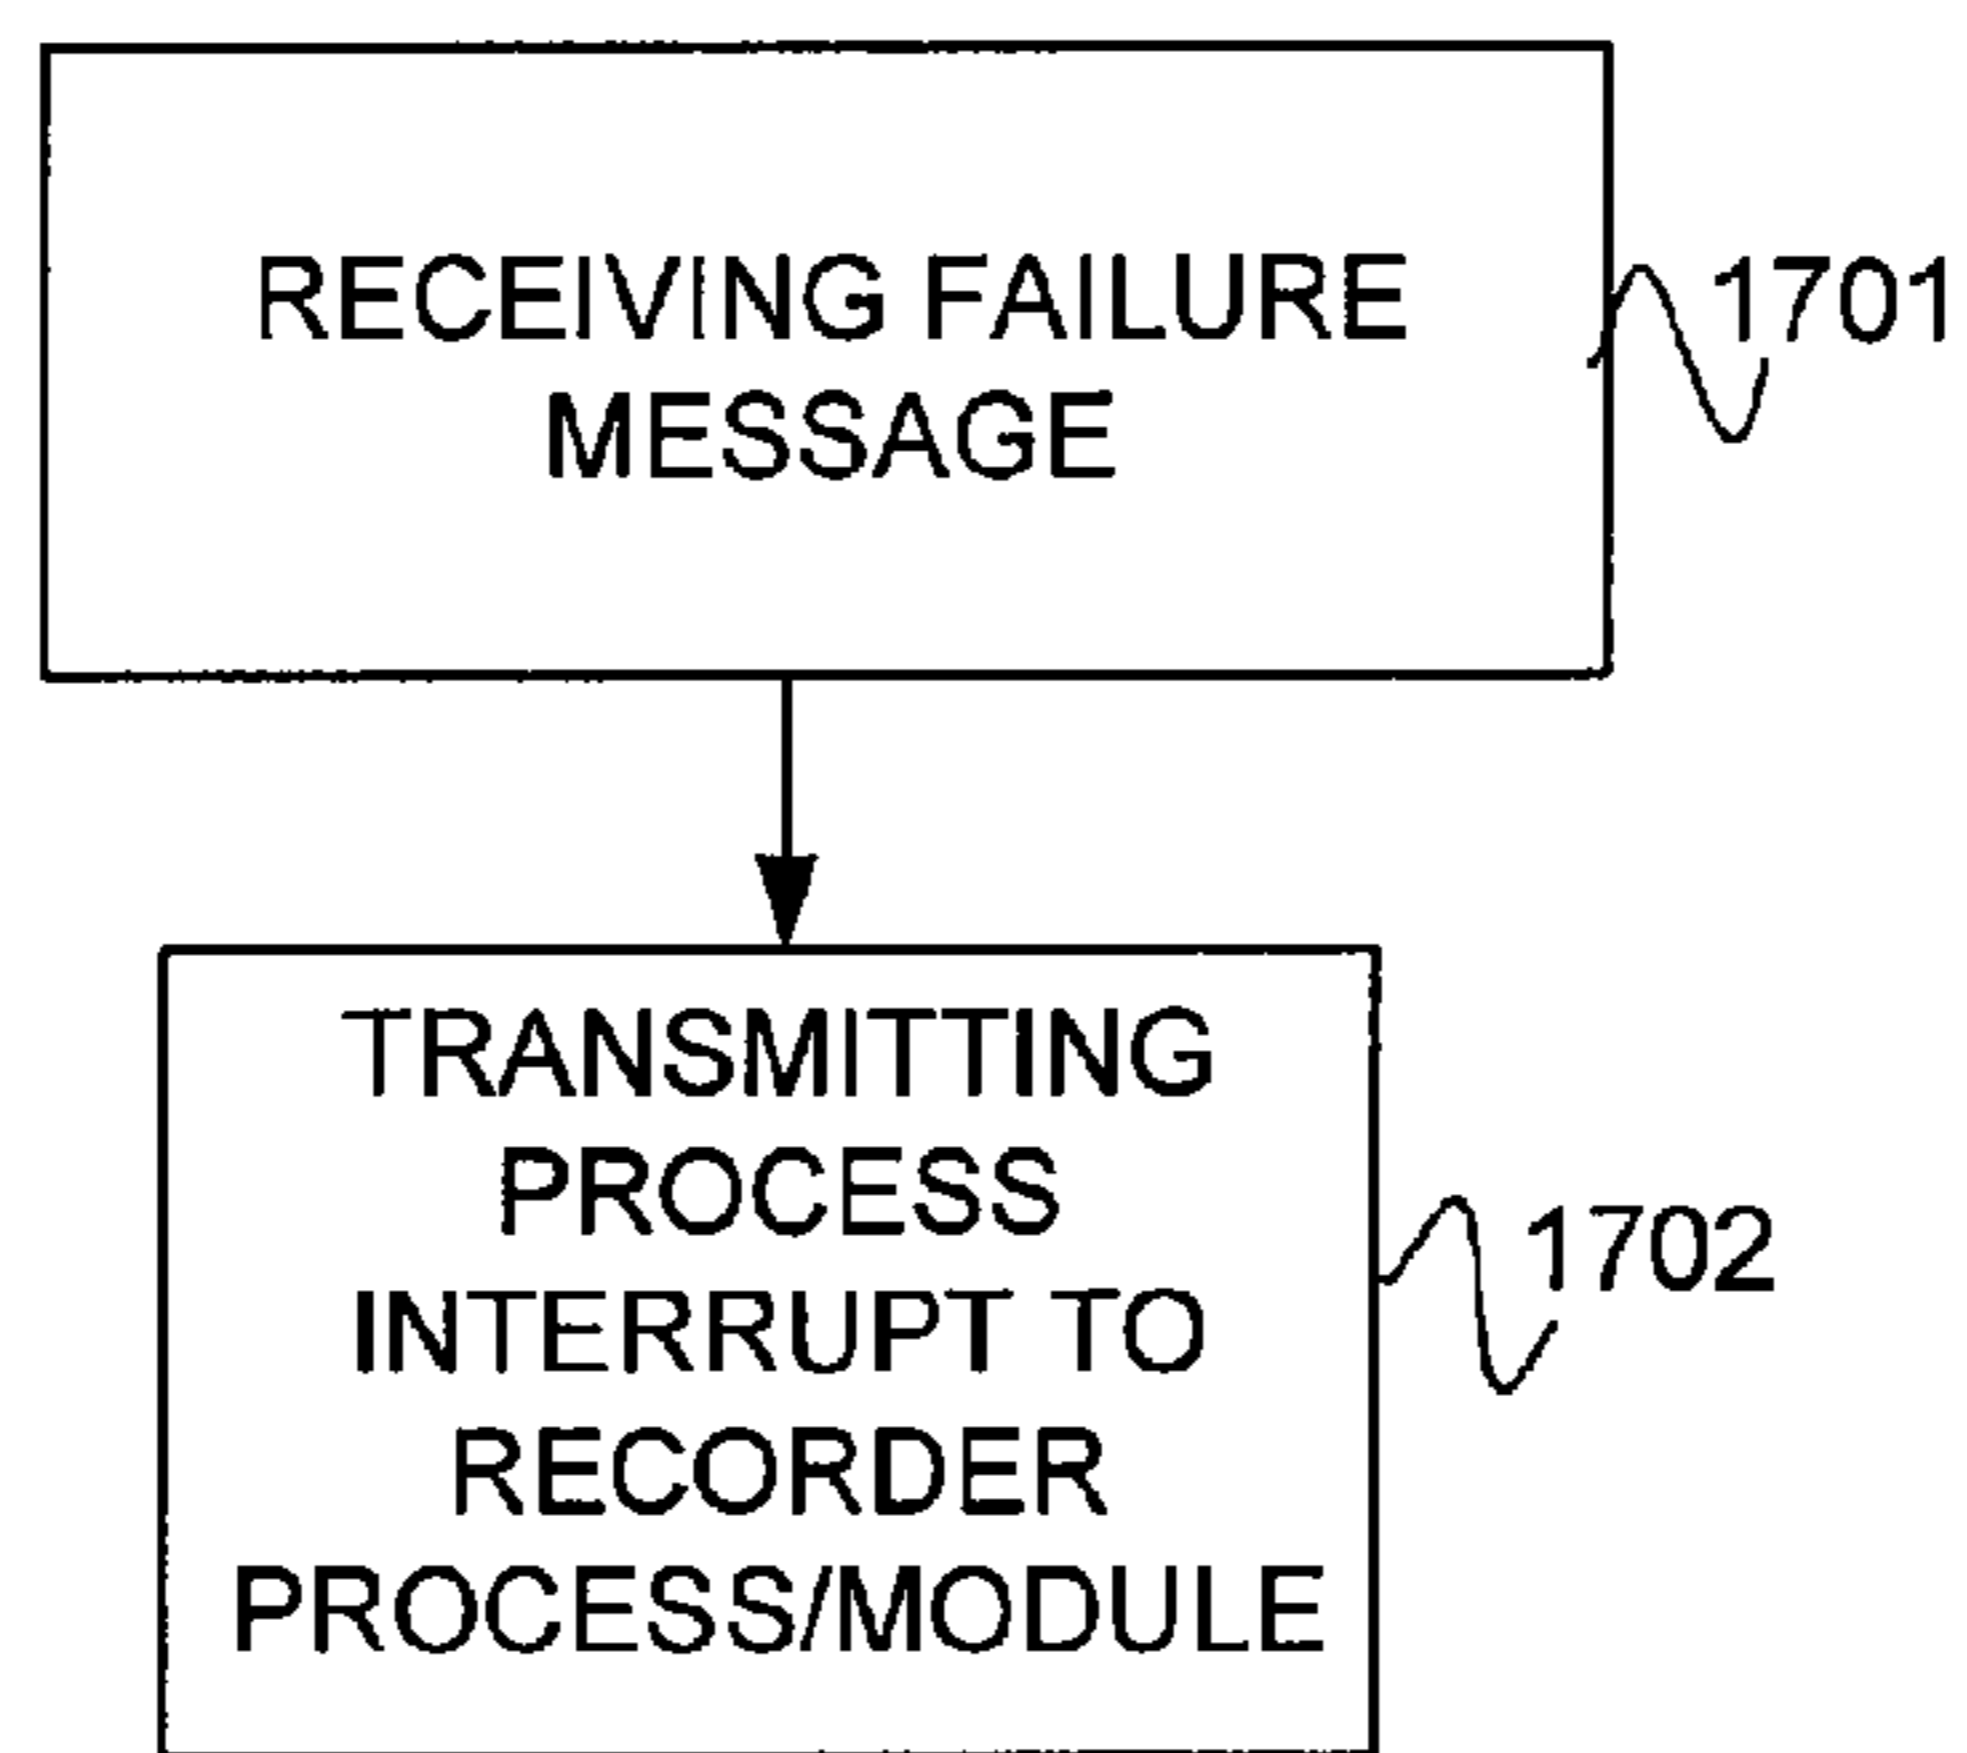 RECEIVING FAILURE
MESSAGE
1701
TRANSMITTING
PROCESS
INTERRUPT TO
RECORDER
PROCESS/MODULE
1702